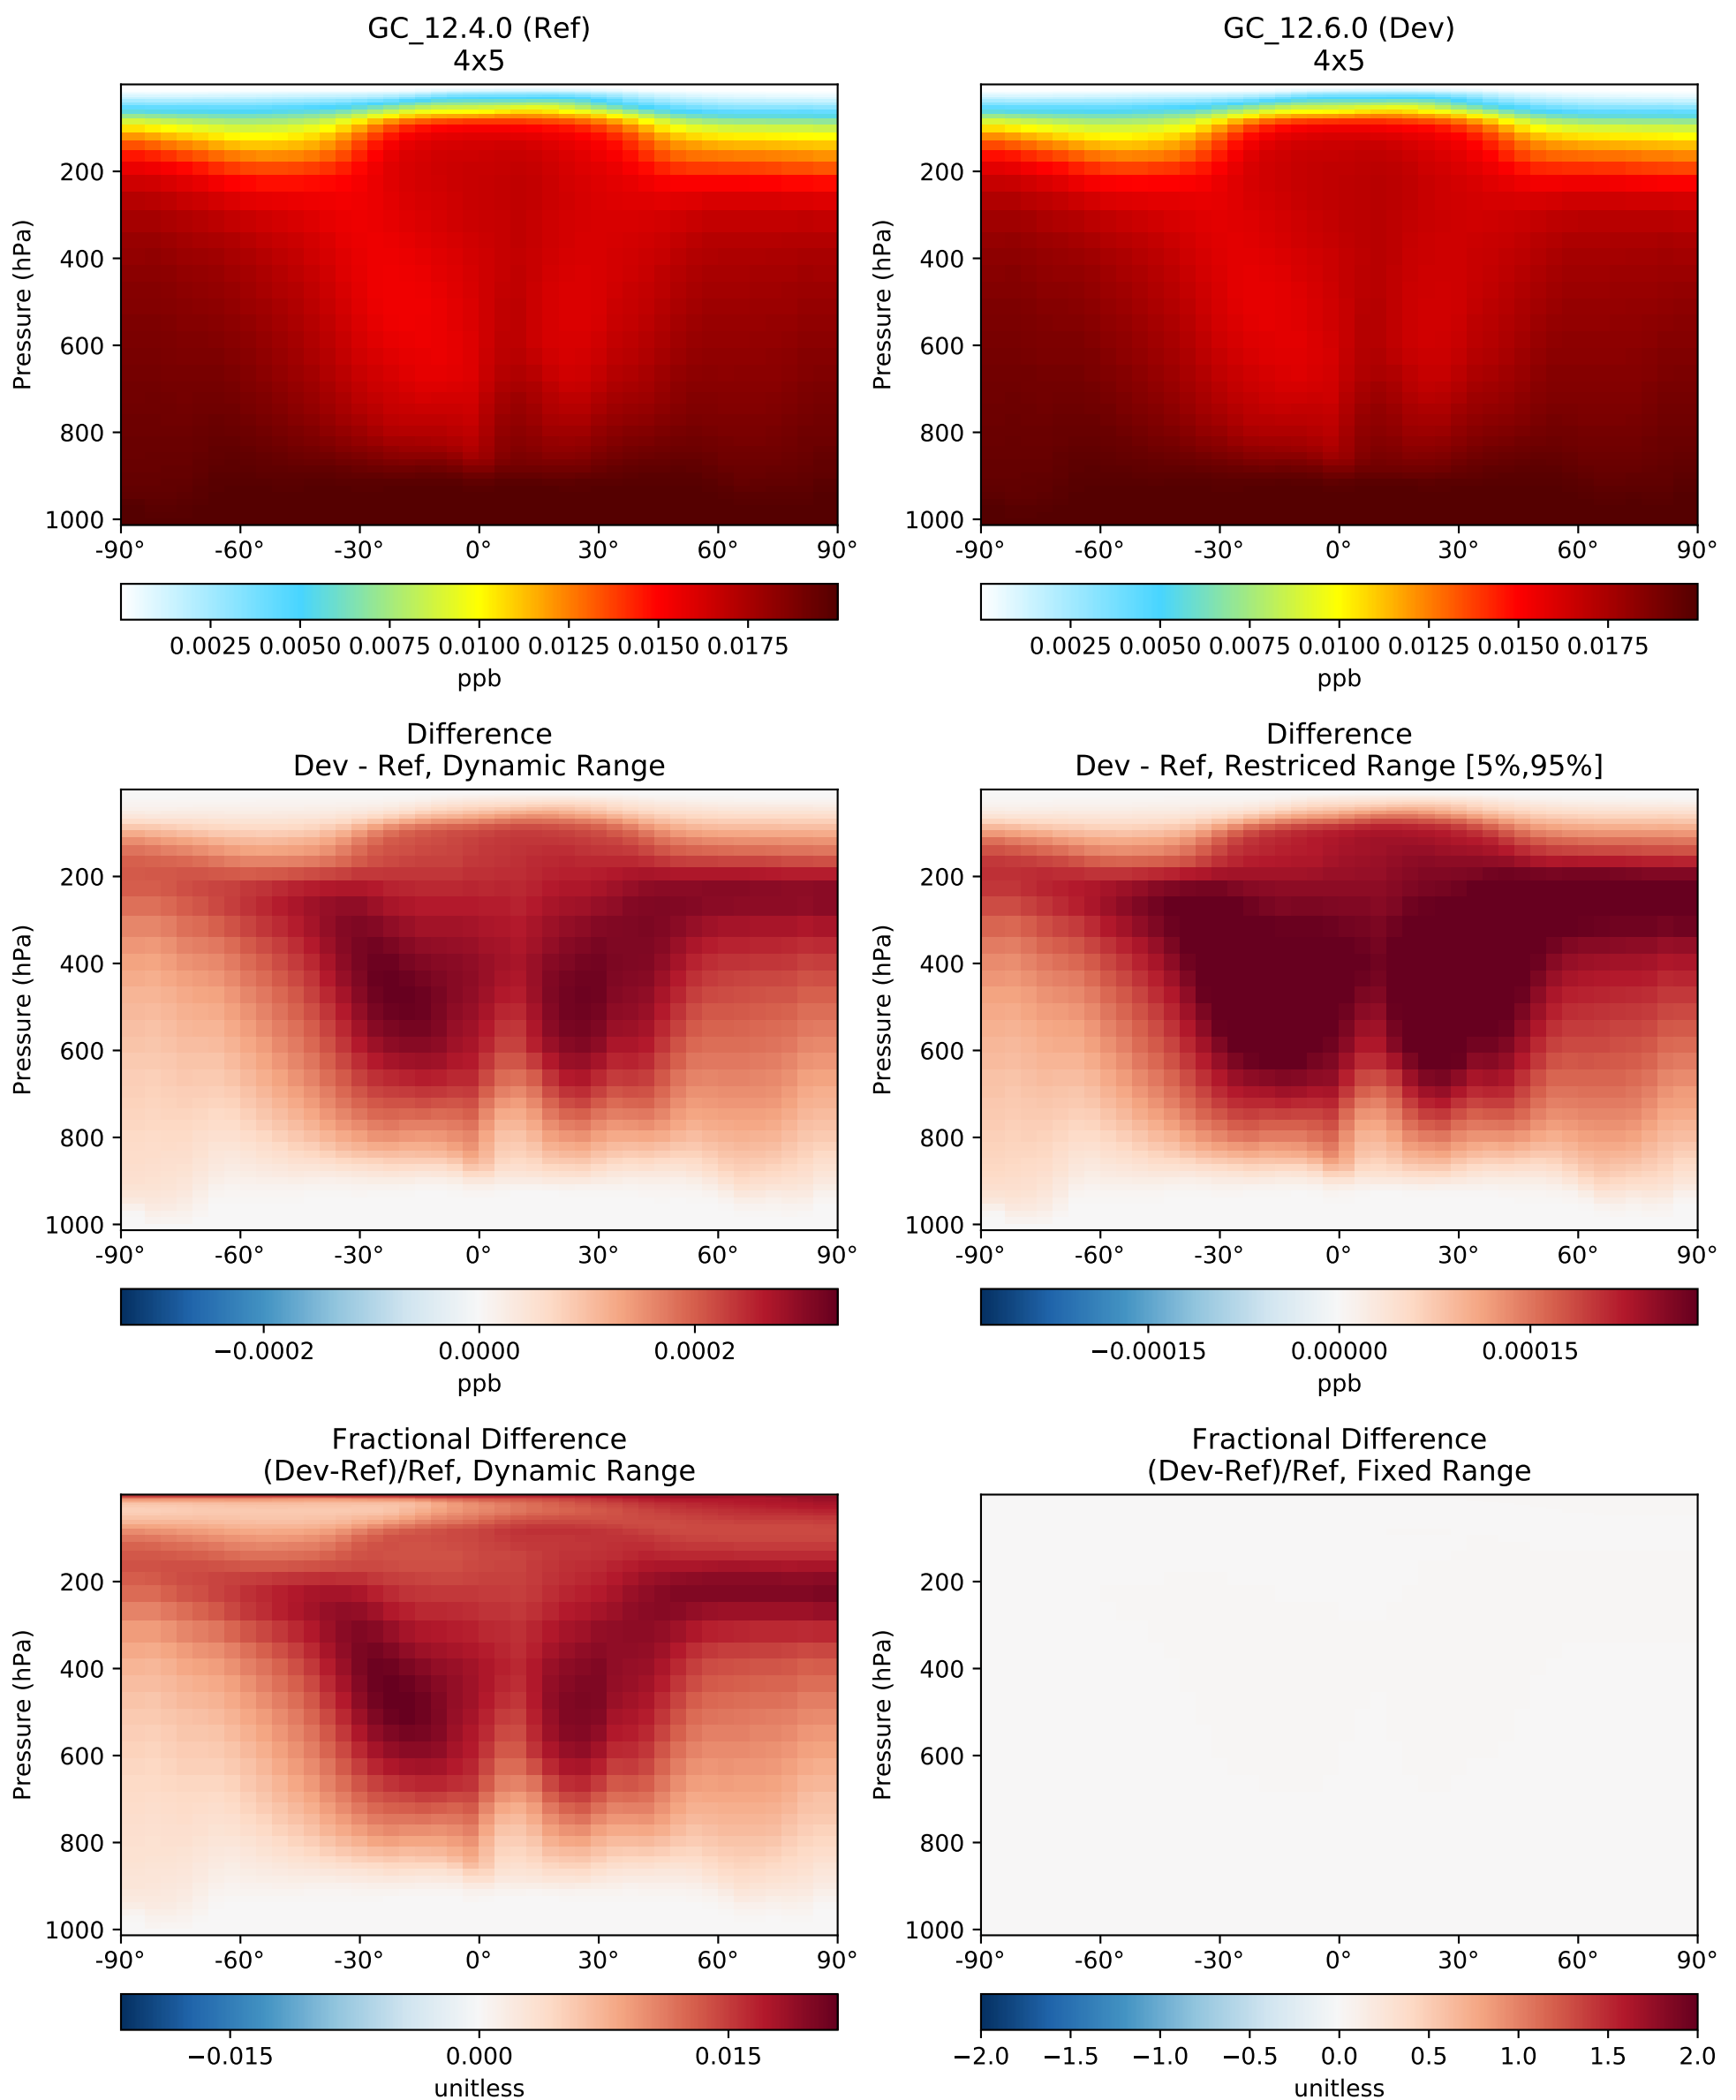 GC_12.4.0 (Ref)
4x5
Pressure (hPa)
200
400
600
800
1000
-90°
-60°
-30°
0°
30°
60°
90°
0.0025 0.0050 0.0075 0.0100 0.0125 0.0150 0.0175
ppb
GC_12.6.0 (Dev)
4x5
Pressure (hPa)
200
400
600
800
1000
-90°
-60°
-30°
0°
30°
60°
90°
0.0025 0.0050 0.0075 0.0100 0.0125 0.0150 0.0175
ppb
Difference
Dev - Ref, Dynamic Range
Pressure (hPa)
200
400
600
800
1000
-90°
-60°
-30°
0°
30°
60°
90°
−0.0002 0.0000 0.0002
ppb
Difference
Dev - Ref, Restriced Range [5%,95%]
Pressure (hPa)
200
400
600
800
1000
-90°
-60°
-30°
0°
30°
60°
90°
−0.00015 0.00000 0.00015
ppb
Fractional Difference
(Dev-Ref)/Ref, Dynamic Range
Pressure (hPa)
200
400
600
800
1000
-90°
-60°
-30°
0°
30°
60°
90°
−0.015 0.000 0.015
unitless
Fractional Difference
(Dev-Ref)/Ref, Fixed Range
Pressure (hPa)
200
400
600
800
1000
-90°
-60°
-30°
0°
30°
60°
90°
−2.0 −1.5 −1.0 −0.5 0.0 0.5 1.0 1.5 2.0
unitless